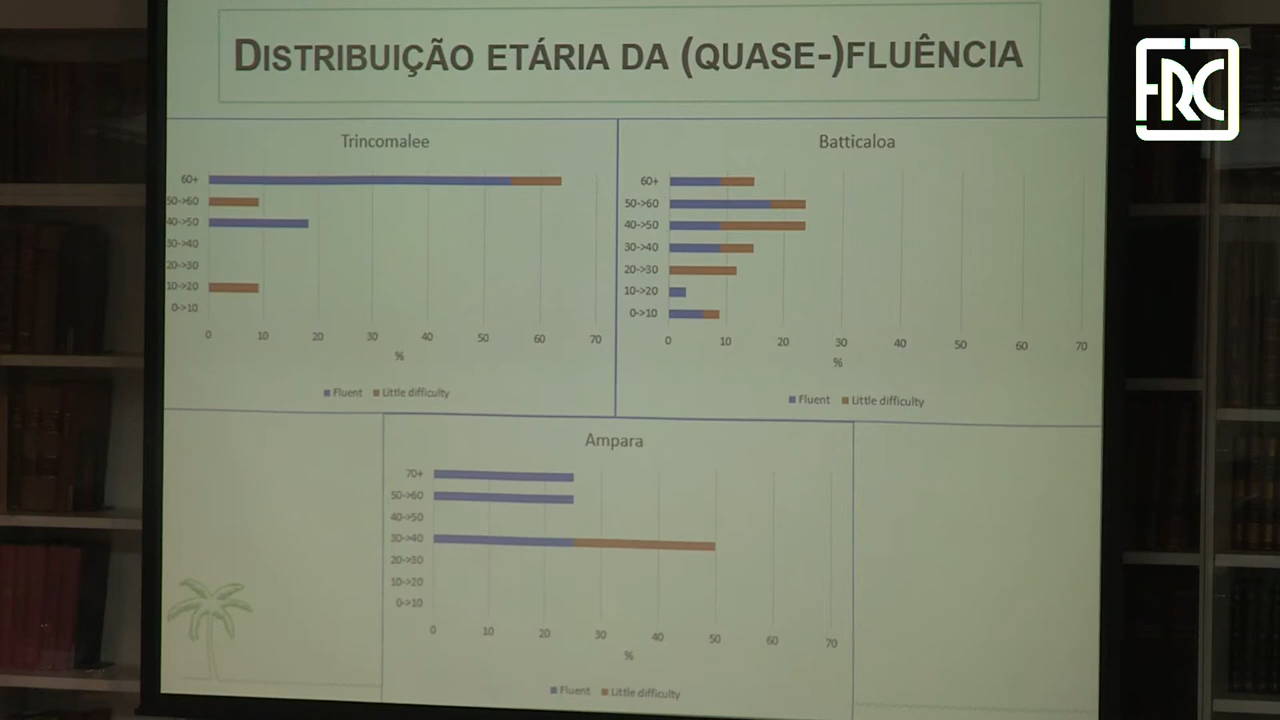 DISTRIBUIÇÃO ETÁRIA DA (QUASE-)FLUÊNCIA
FRC
Trincomalee
60+
50->60
40->50
30->40
20->30
10->20
0->10
0 10 20 30 40 50 60 70
%
Fluent Little difficulty
Batticaloa
60+
50->60
40->50
30->40
20->30
10->20
0->10
0 10 20 30 40 50 60 70
%
Fluent Little difficulty
Ampara
70+
50->60
40->50
30->40
20->30
10->20
0->10
0 10 20 30 40 50 60 70
%
Fluent Little difficulty